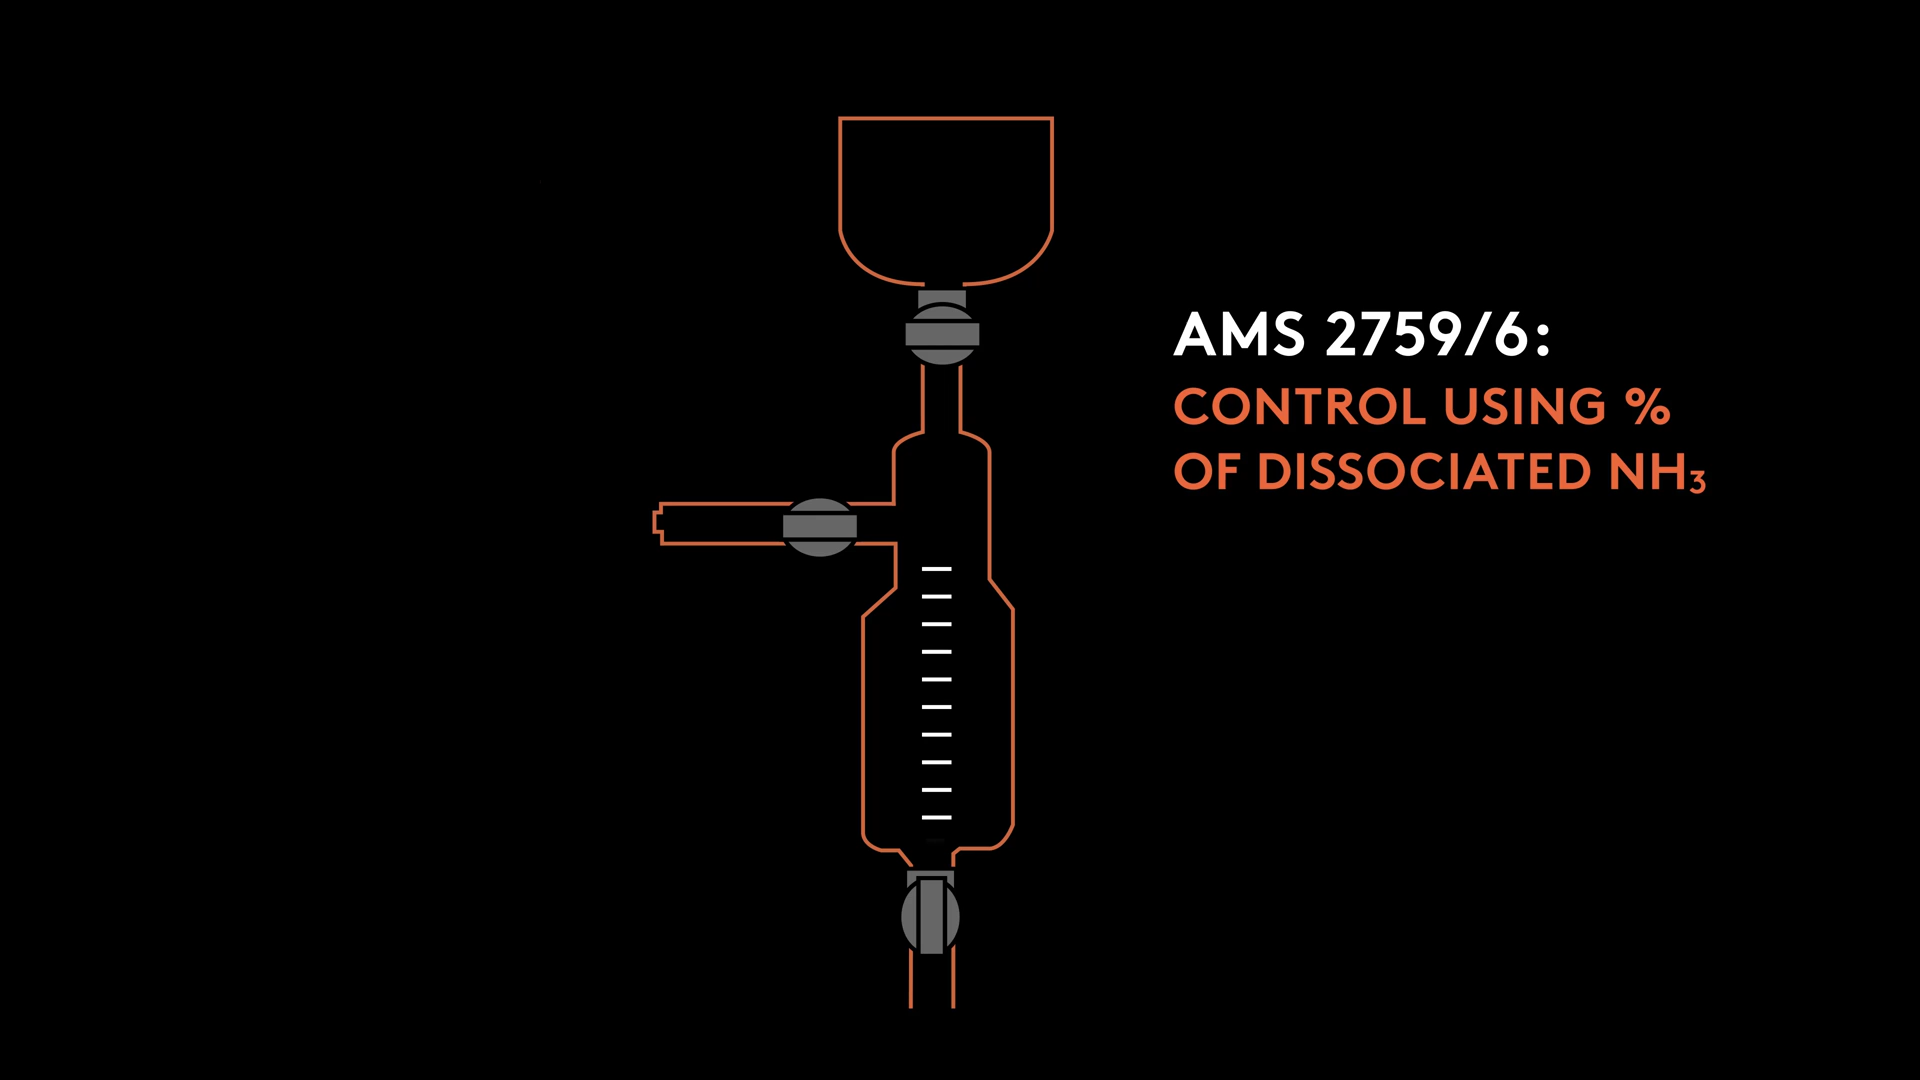 AMS 2759/6:
CONTROL USING %
OF DISSOCIATED NH₃